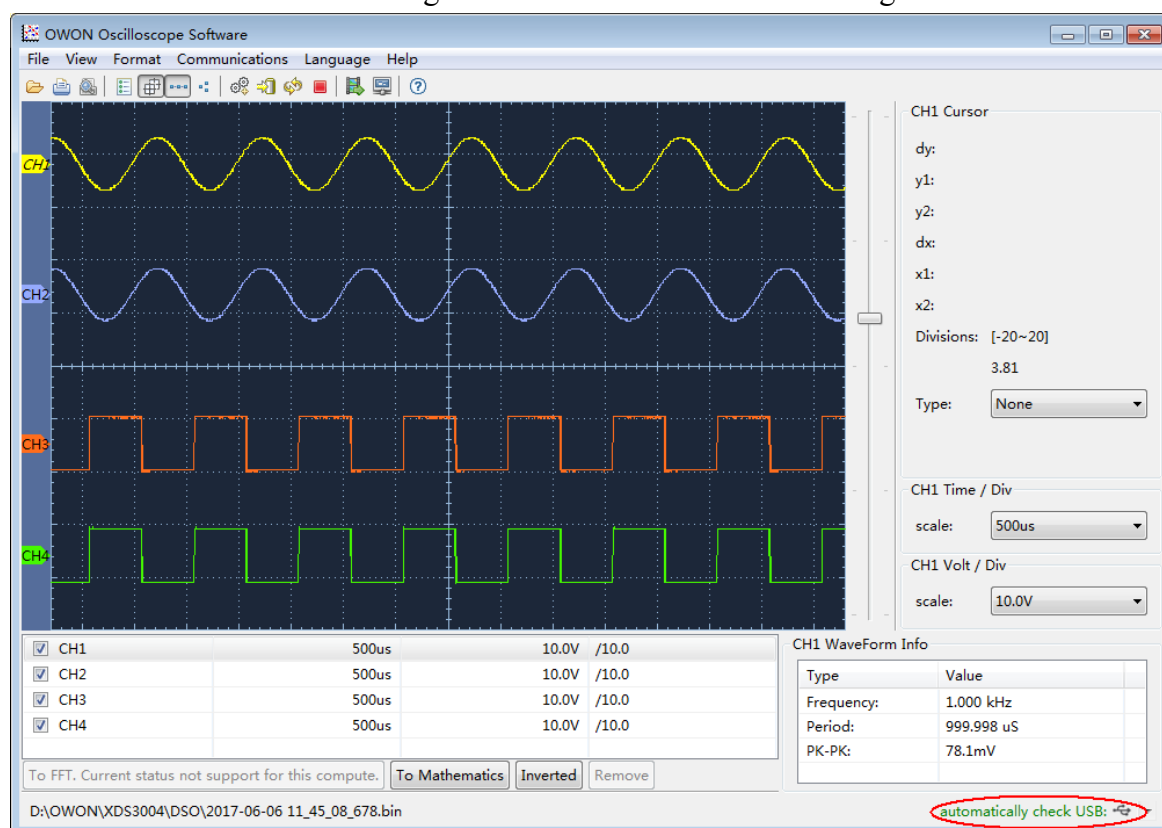 OWON Oscilloscope Software
File View Format Communications Language Help
CH1
CH2
CH3
CH4
CH1 Cursor
dy:
y1:
y2:
dx:
x1:
x2:
Divisions: [-20~20]
3.81
Type: None
CH1 Time / Div
scale: 500us
CH1 Volt / Div
scale: 10.0V
CH1 500us 10.0V /10.0
CH2 500us 10.0V /10.0
CH3 500us 10.0V /10.0
CH4 500us 10.0V /10.0
To FFT. Current status not support for this compute. To Mathematics Inverted Remove
CH1 WaveForm Info
Type Value
Frequency: 1.000 kHz
Period: 999.998 uS
PK-PK: 78.1mV
D:\OWON\XDS3004\DSO\2017-06-06 11_45_08_678.bin
automatically check USB: